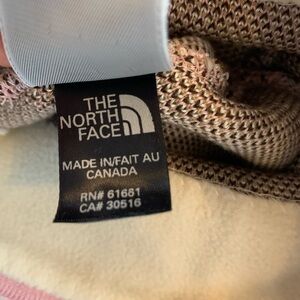 THE
NORTH
FACE
MADE IN/FAIT AU
CANADA
RN# 61661
CA# 30516